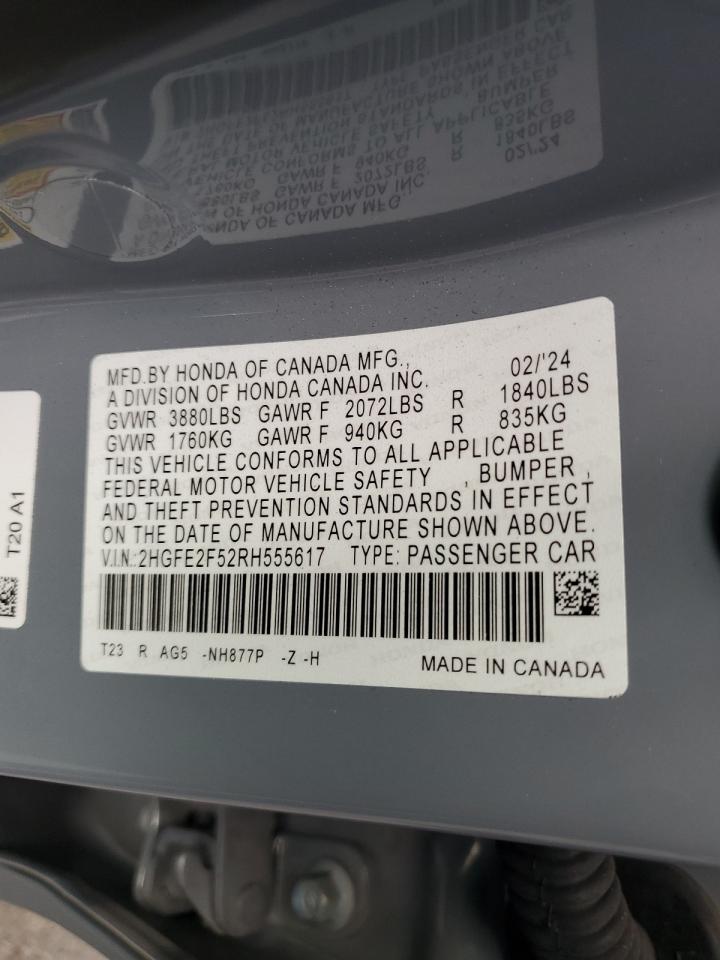 MFD.BY HONDA OF CANADA MFG., 02/'24
A DIVISION OF HONDA CANADA INC.
GVWR 3880LBS GAWR F 2072LBS R 1840LBS
GVWR 1760KG GAWR F 940KG R 835KG
THIS VEHICLE CONFORMS TO ALL APPLICABLE
FEDERAL MOTOR VEHICLE SAFETY , BUMPER ,
AND THEFT PREVENTION STANDARDS IN EFFECT
ON THE DATE OF MANUFACTURE SHOWN ABOVE.
V.I.N.:2HGFE2F52RH555617 TYPE: PASSENGER CAR
T23 R AG5 -NH877P -Z -H
MADE IN CANADA
T20 A1